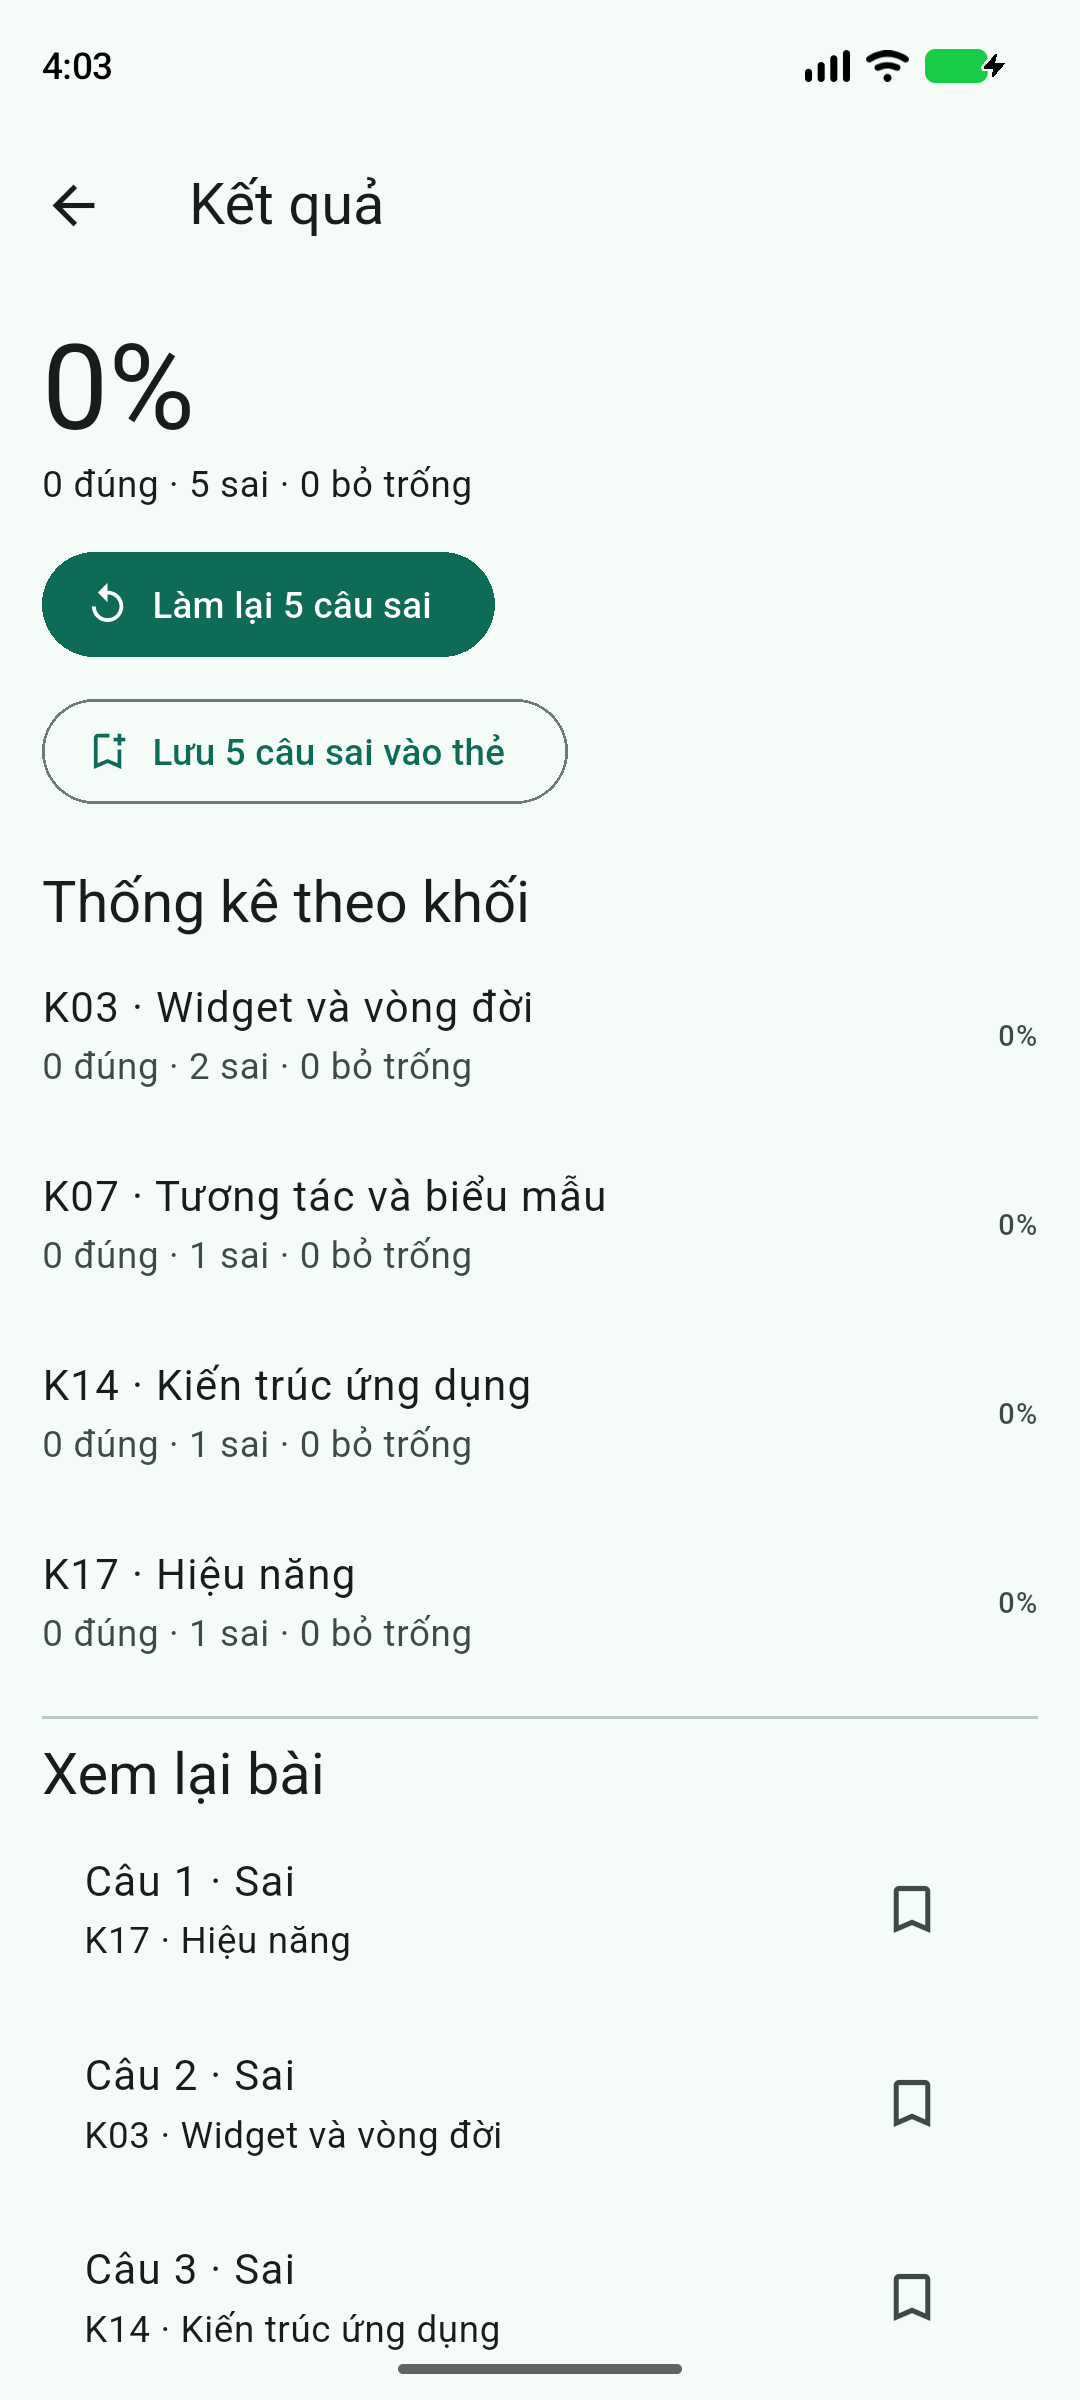 4:03
Kết quả
0%
0 đúng · 5 sai · 0 bỏ trống
Làm lại 5 câu sai
Lưu 5 câu sai vào thẻ
Thống kê theo khối
K03 · Widget và vòng đời
0 đúng · 2 sai · 0 bỏ trống
0%
K07 · Tương tác và biểu mẫu
0 đúng · 1 sai · 0 bỏ trống
0%
K14 · Kiến trúc ứng dụng
0 đúng · 1 sai · 0 bỏ trống
0%
K17 · Hiệu năng
0 đúng · 1 sai · 0 bỏ trống
0%
Xem lại bài
Câu 1 · Sai
K17 · Hiệu năng
Câu 2 · Sai
K03 · Widget và vòng đời
Câu 3 · Sai
K14 · Kiến trúc ứng dụng